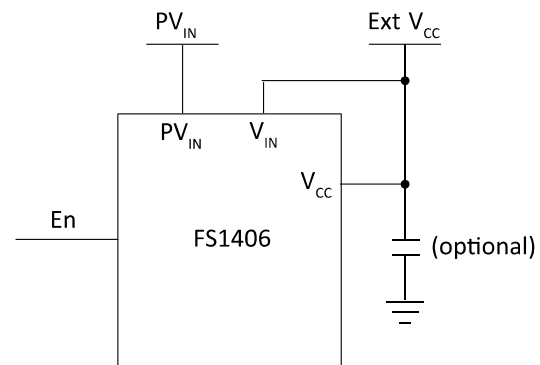 PVIN
Ext VCC
PVIN
VIN
VCC
En
FS1406
(optional)